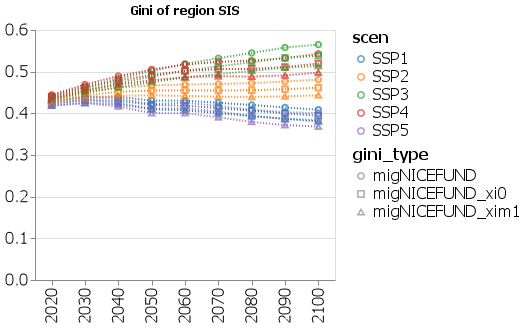 Gini of region SIS
0.6
0.5
0.4
0.3
0.2
0.1
0.0
2020
2030
2040
2050
2060
2070
2080
2090
2100
scen
SSP1
SSP2
SSP3
SSP4
SSP5
gini_type
migNICEFUND
migNICEFUND_xi0
migNICEFUND_xim1